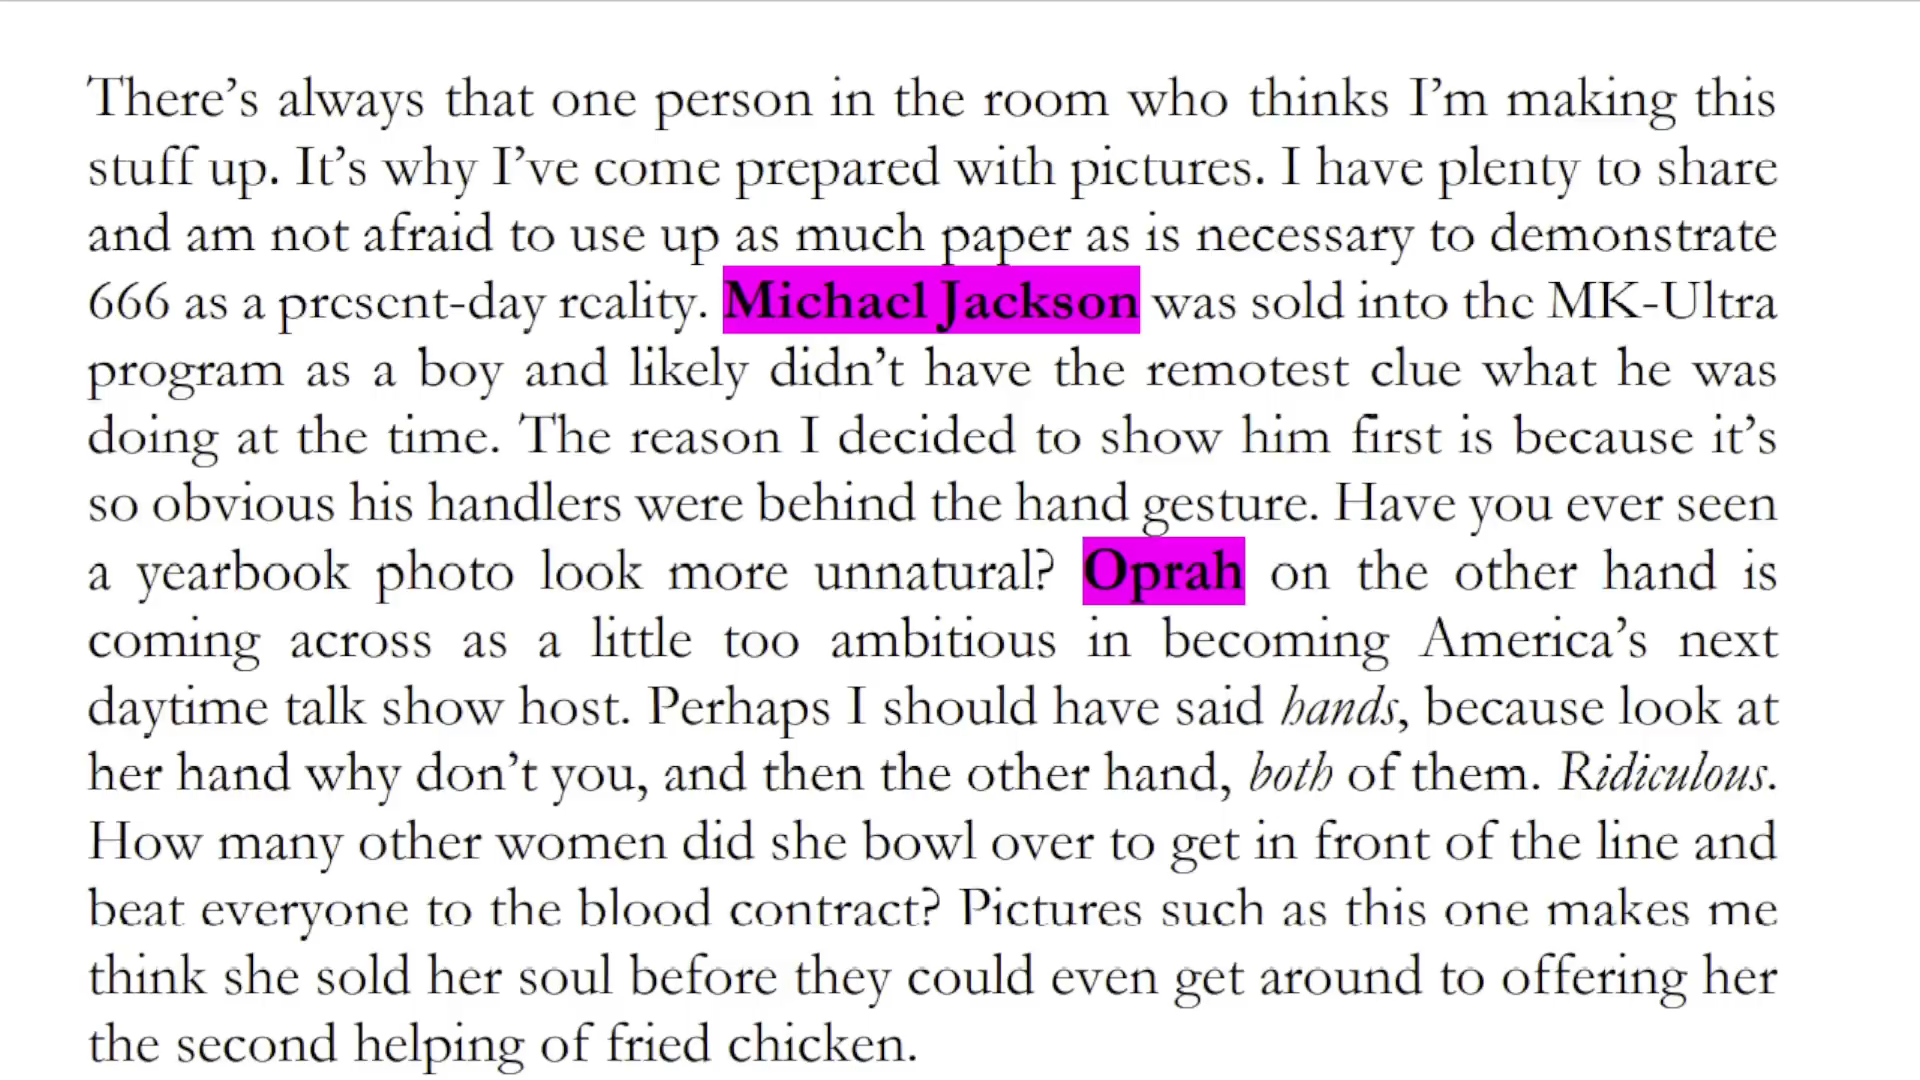 There’s always that one person in the room who thinks I’m making this
stuff up. It’s why I’ve come prepared with pictures. I have plenty to share
and am not afraid to use up as much paper as is necessary to demonstrate
666 as a present-day reality. Michael Jackson was sold into the MK-Ultra
program as a boy and likely didn’t have the remotest clue what he was
doing at the time. The reason I decided to show him first is because it’s
so obvious his handlers were behind the hand gesture. Have you ever seen
a yearbook photo look more unnatural? Oprah on the other hand is
coming across as a little too ambitious in becoming America’s next
daytime talk show host. Perhaps I should have said hands, because look at
her hand why don’t you, and then the other hand, both of them. Ridiculous.
How many other women did she bowl over to get in front of the line and
beat everyone to the blood contract? Pictures such as this one makes me
think she sold her soul before they could even get around to offering her
the second helping of fried chicken.